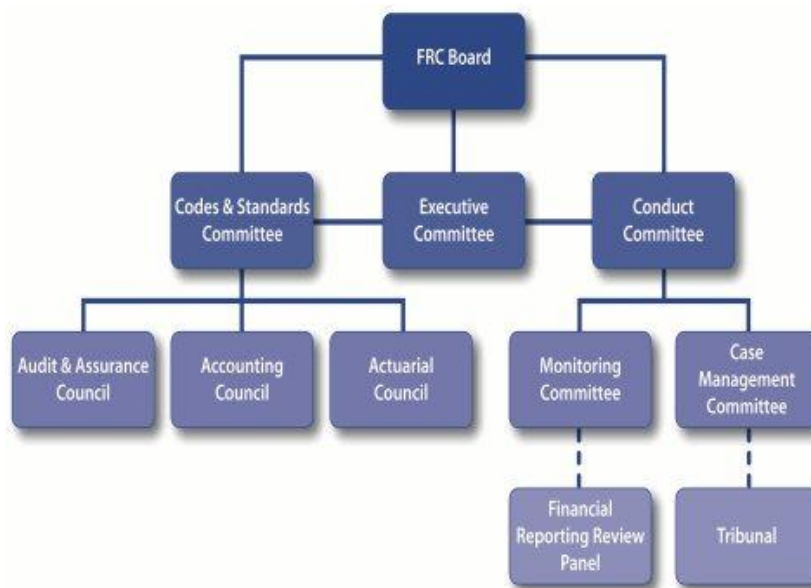 FRC Board
Codes & Standards
Committee
Executive
Committee
Conduct
Committee
Audit & Assurance
Council
Accounting
Council
Actuarial
Council
Monitoring
Committee
Case
Management
Committee
Financial
Reporting Review
Panel
Tribunal